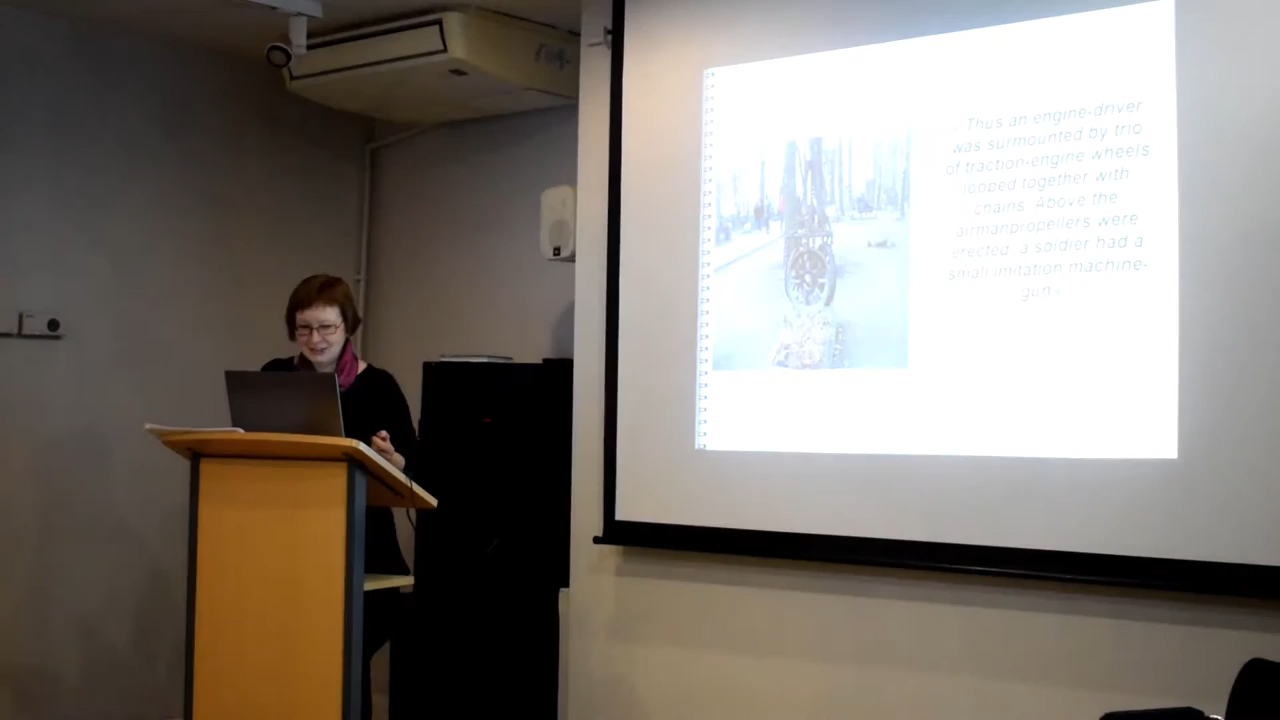 . Thus an engine-driver
was surmounted by trio
of traction-engine wheels
looped together with
chains. Above the
airmanpropellers were
erected: a soldier had a
small imitation machine-
gun.